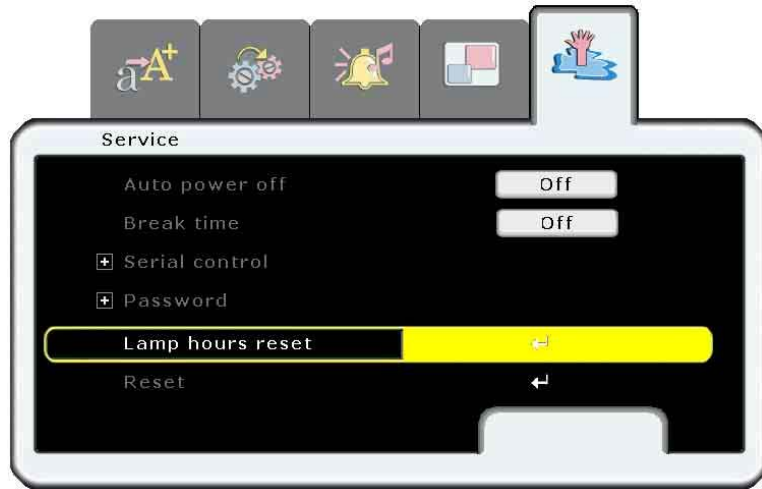 a A+
Service
Auto power off Off
Break time Off
Serial control
Password
Lamp hours reset
Reset